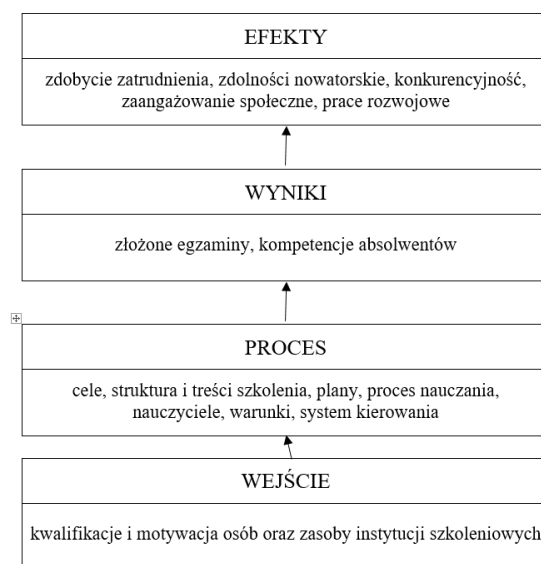 EFEKTY
zdobycie zatrudnienia, zdolności nowatorskie, konkurencyjność,
zaangażowanie społeczne, prace rozwojowe
WYNIKI
złożone egzaminy, kompetencje absolwentów
PROCES
cele, struktura i treści szkolenia, plany, proces nauczania,
nauczyciele, warunki, system kierowania
WEJŚCIE
kwalifikacje i motywacja osób oraz zasoby instytucji szkoleniowych